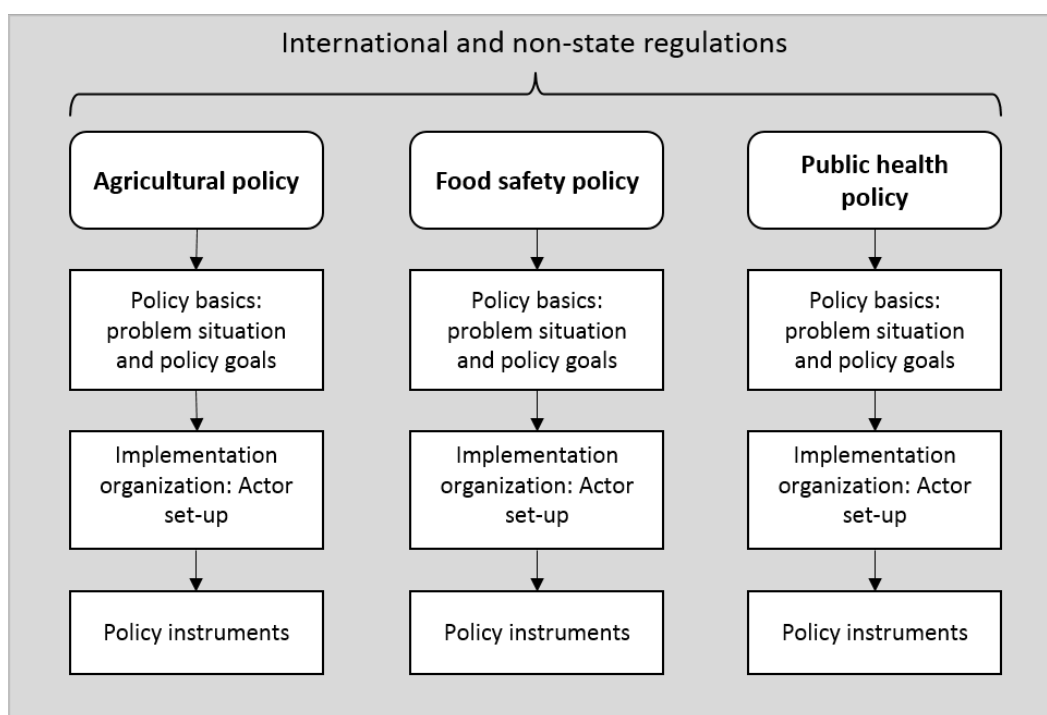 International and non-state regulations
Agricultural policy
Food safety policy
Public health
policy
Policy basics:
problem situation
and policy goals
Policy basics:
problem situation
and policy goals
Policy basics:
problem situation
and policy goals
Implementation
organization: Actor
set-up
Implementation
organization: Actor
set-up
Implementation
organization: Actor
set-up
Policy instruments
Policy instruments
Policy instruments